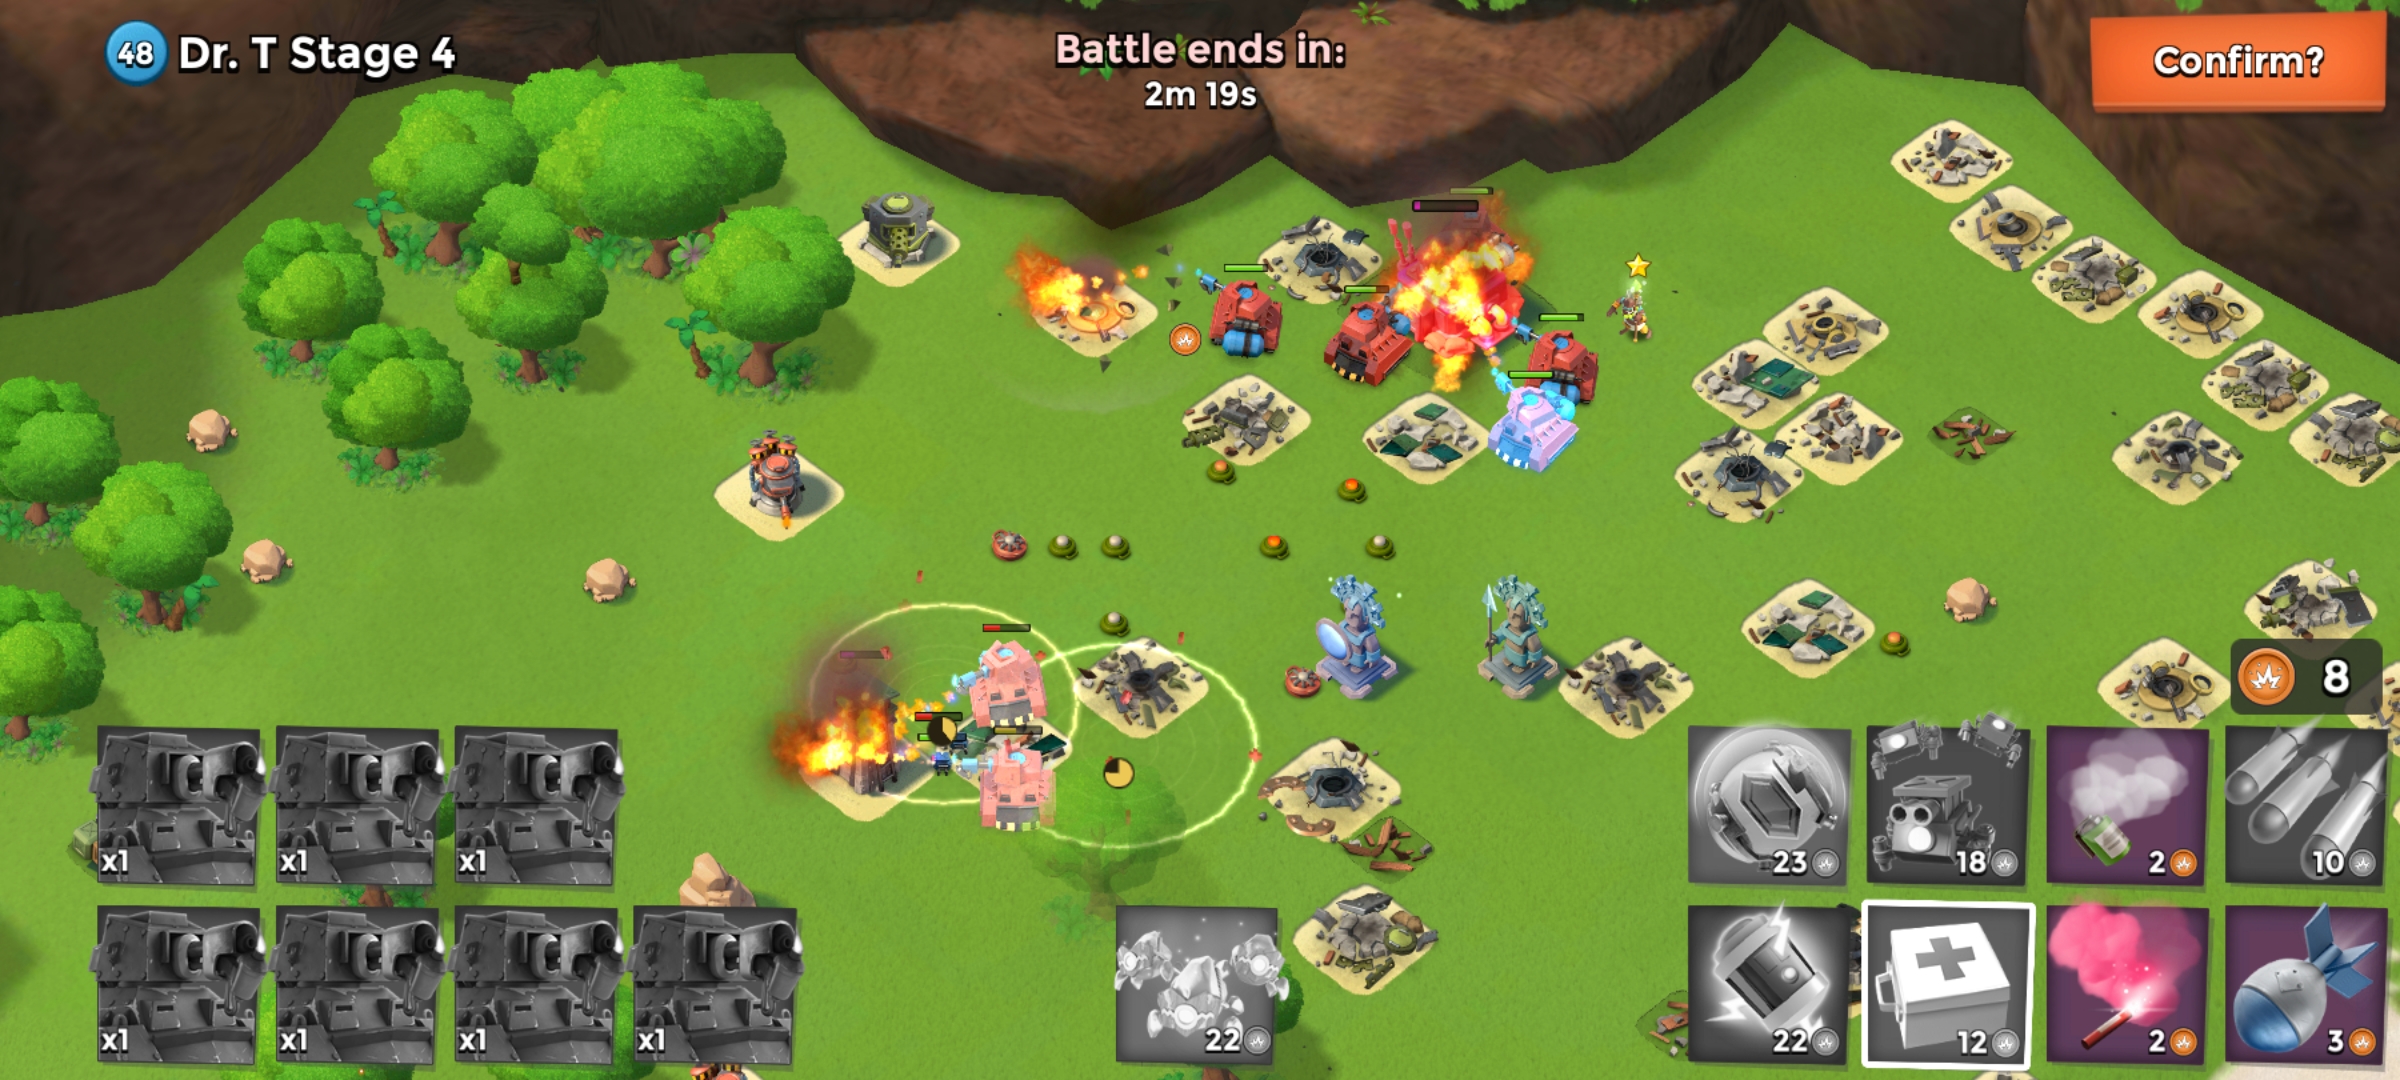 48 Dr. T Stage 4
Battle ends in:
2m 19s
Confirm?
8
23
18
2
10
x1
x1
x1
x1
x1
x1
x1
22
22
12
2
3